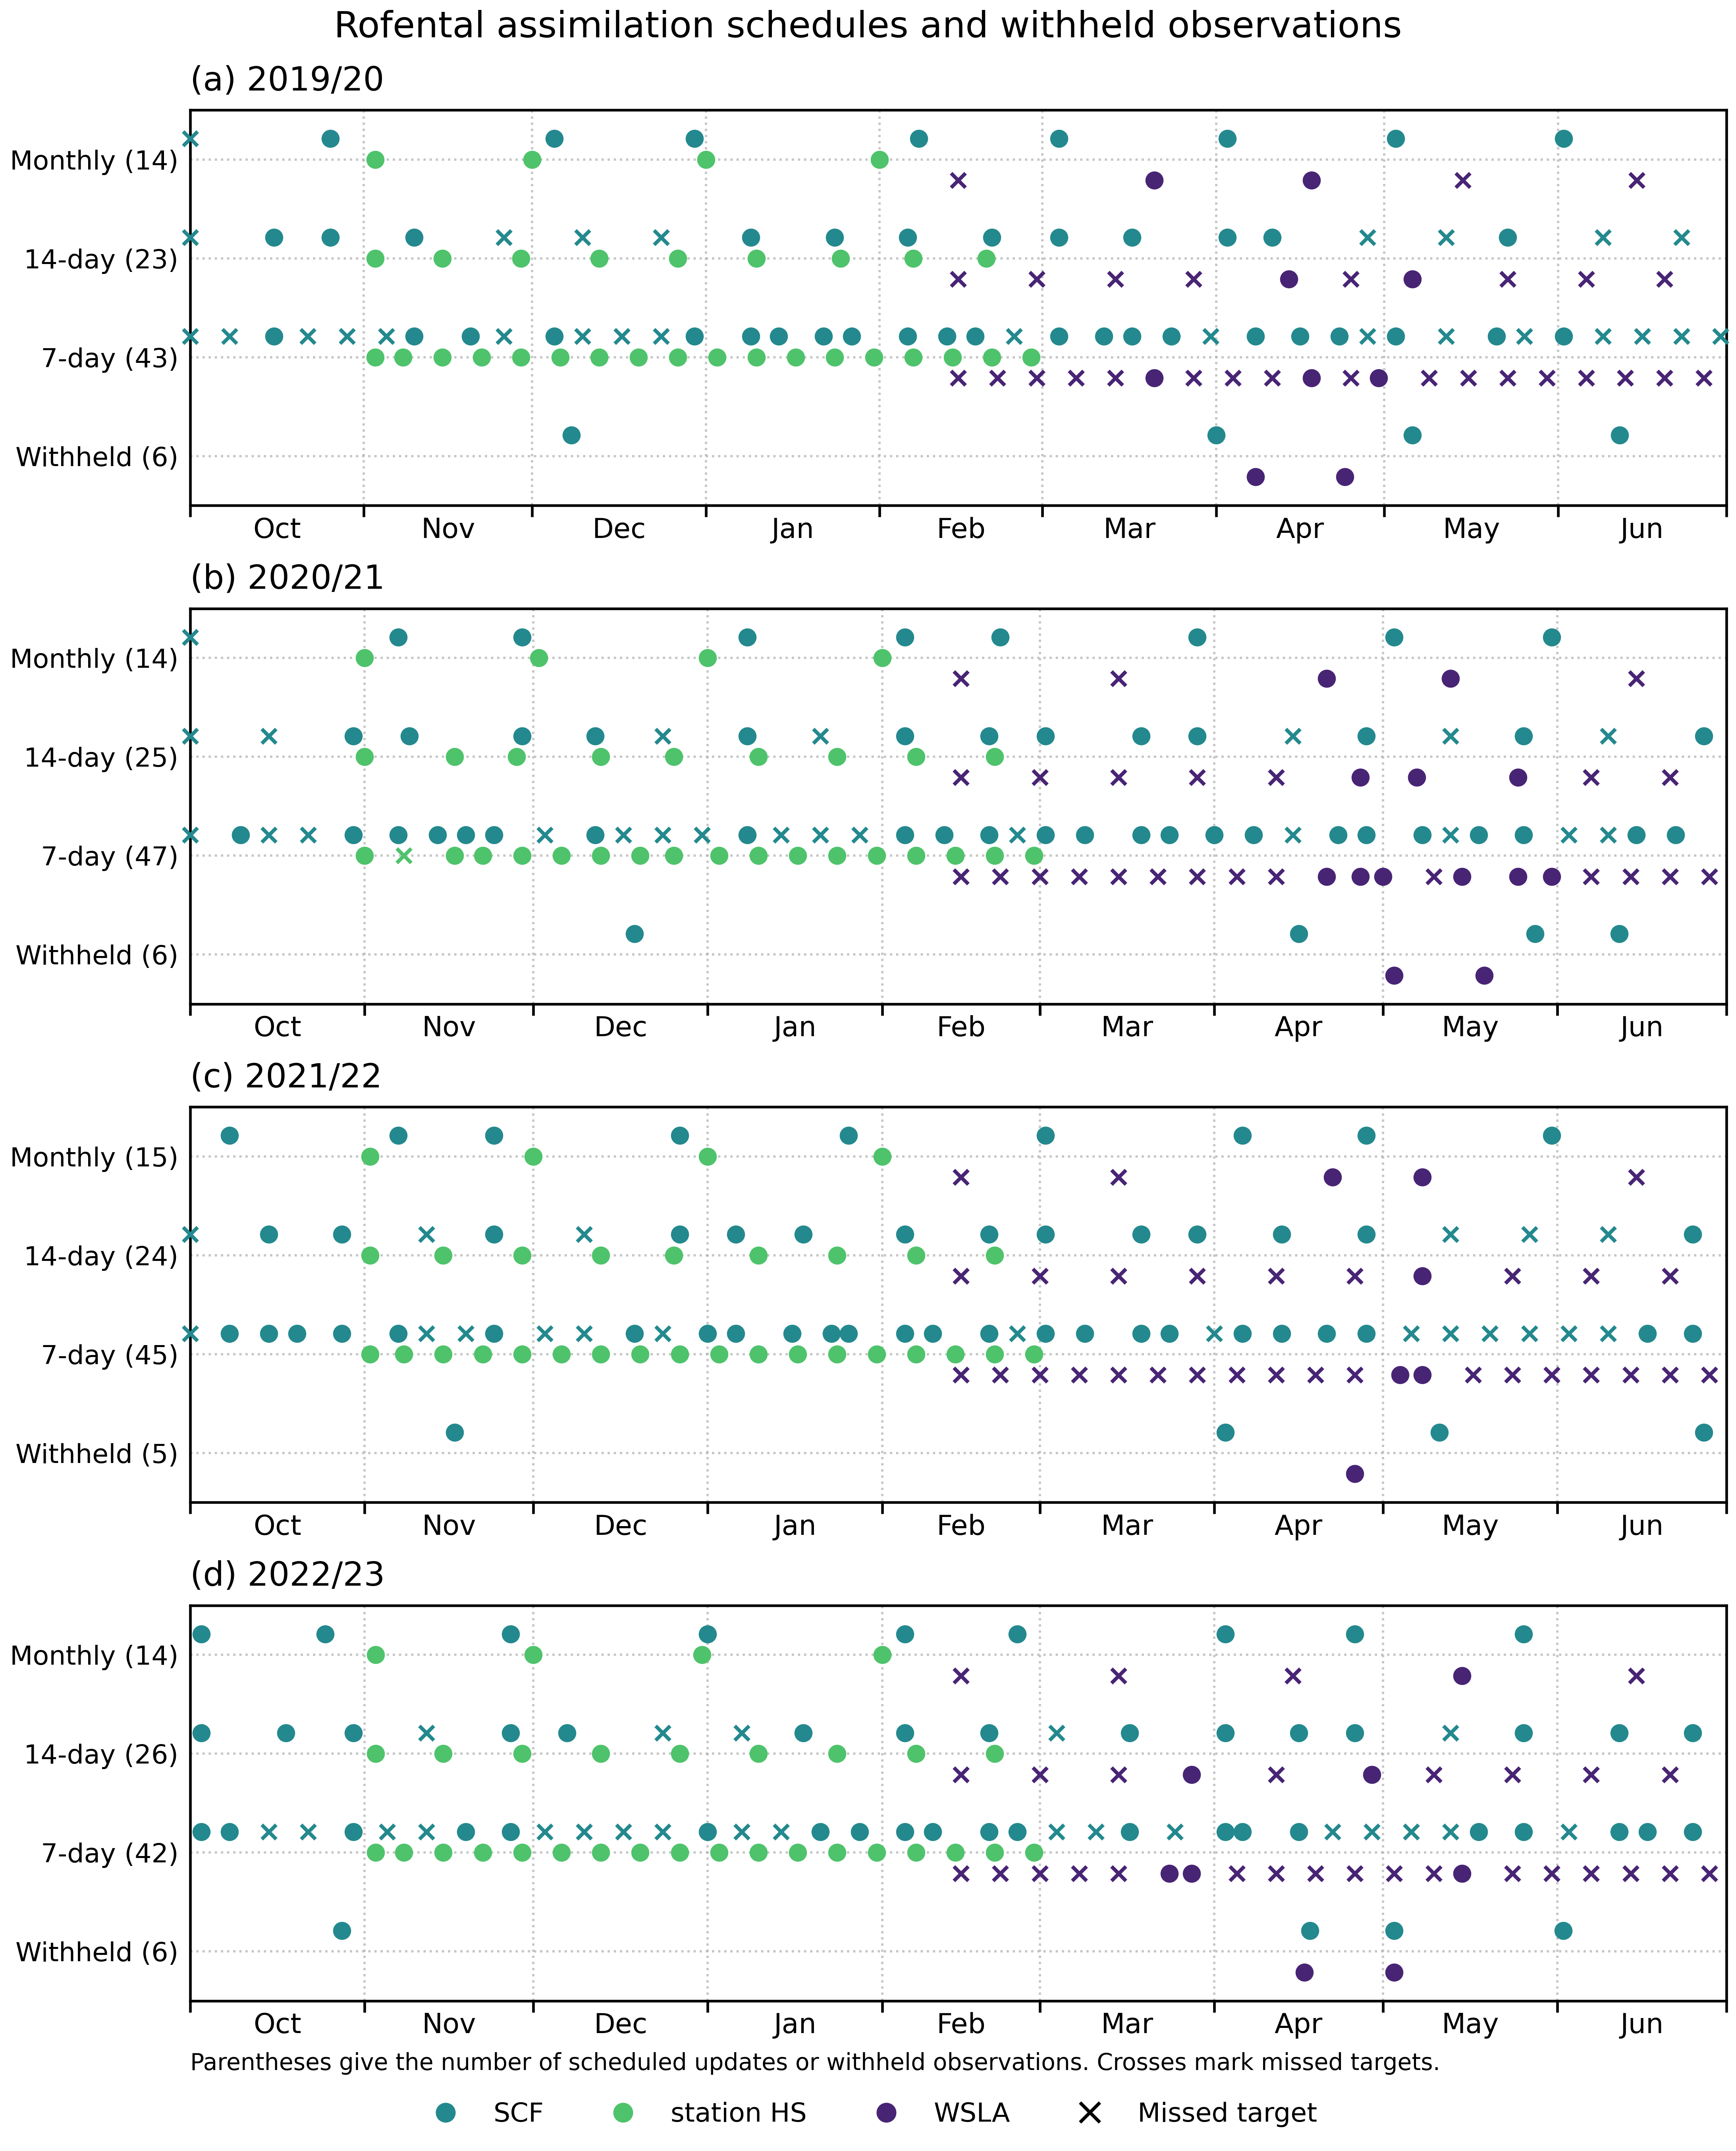 Rofental assimilation schedules and withheld observations
(a) 2019/20
Monthly (14)
14-day (23)
7-day (43)
Withheld (6)
Oct Nov Dec Jan Feb Mar Apr May Jun
(b) 2020/21
Monthly (14)
14-day (25)
7-day (47)
Withheld (6)
Oct Nov Dec Jan Feb Mar Apr May Jun
(c) 2021/22
Monthly (15)
14-day (24)
7-day (45)
Withheld (5)
Oct Nov Dec Jan Feb Mar Apr May Jun
(d) 2022/23
Monthly (14)
14-day (26)
7-day (42)
Withheld (6)
Oct Nov Dec Jan Feb Mar Apr May Jun
Parentheses give the number of scheduled updates or withheld observations. Crosses mark missed targets.
SCF station HS WSLA Missed target